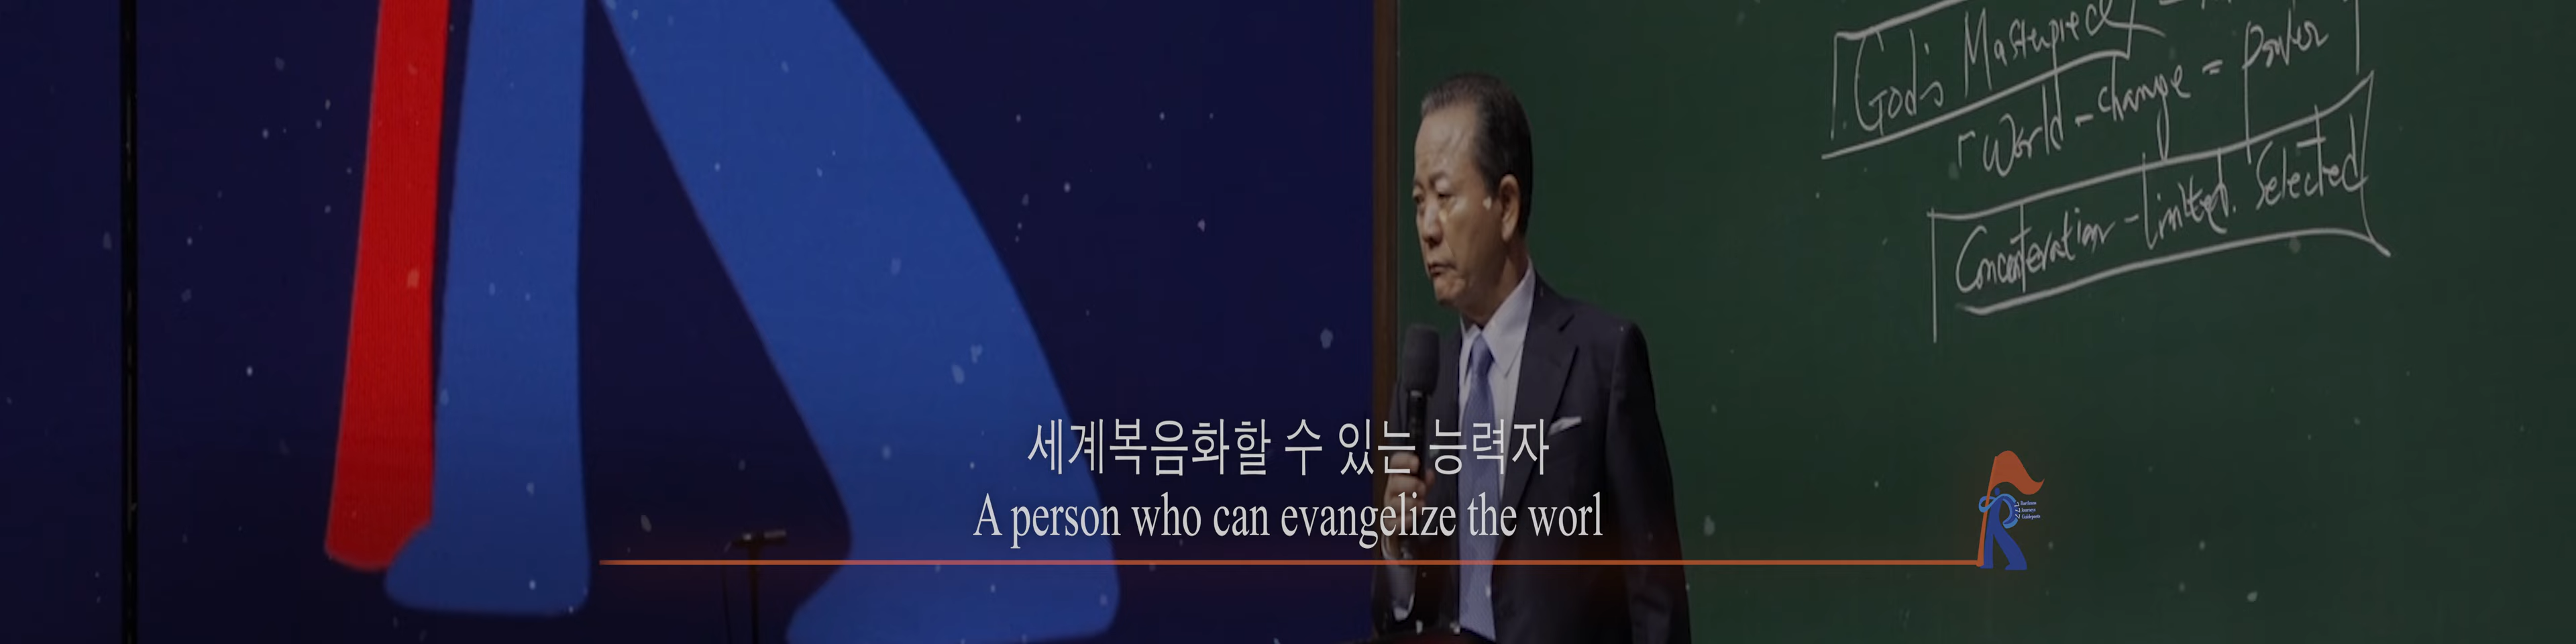 God's Masterpiece
World-change = power
Concenteration - Limited. Selected
세계복음화할 수 있는 능력자
A person who can evangelize the worl